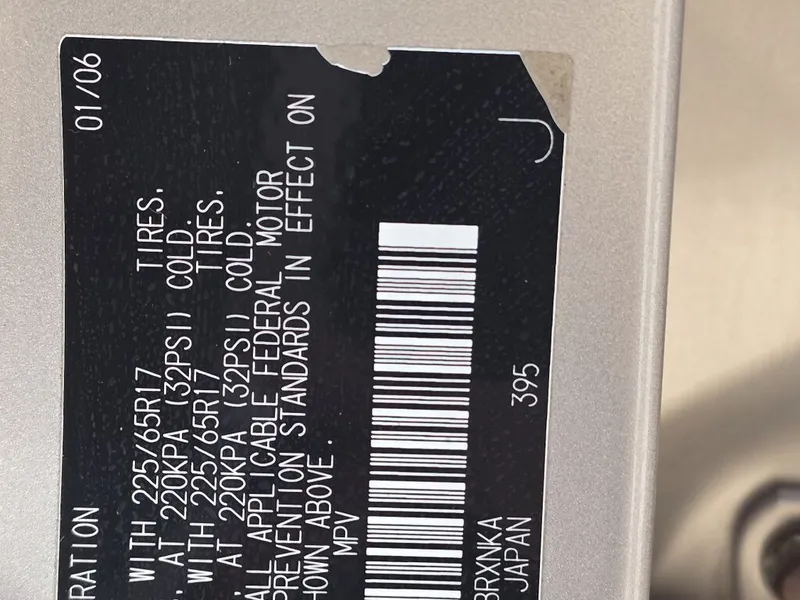 RATION 01/06
WITH 225/65R17 TIRES,
, AT 220KPA (32PSI) COLD.
WITH 225/65R17 TIRES,
, AT 220KPA (32PSI) COLD.
ALL APPLICABLE FEDERAL MOTOR
PREVENTION STANDARDS IN EFFECT ON
HOWN ABOVE.
MPV
BRXNKA
JAPAN 395
J